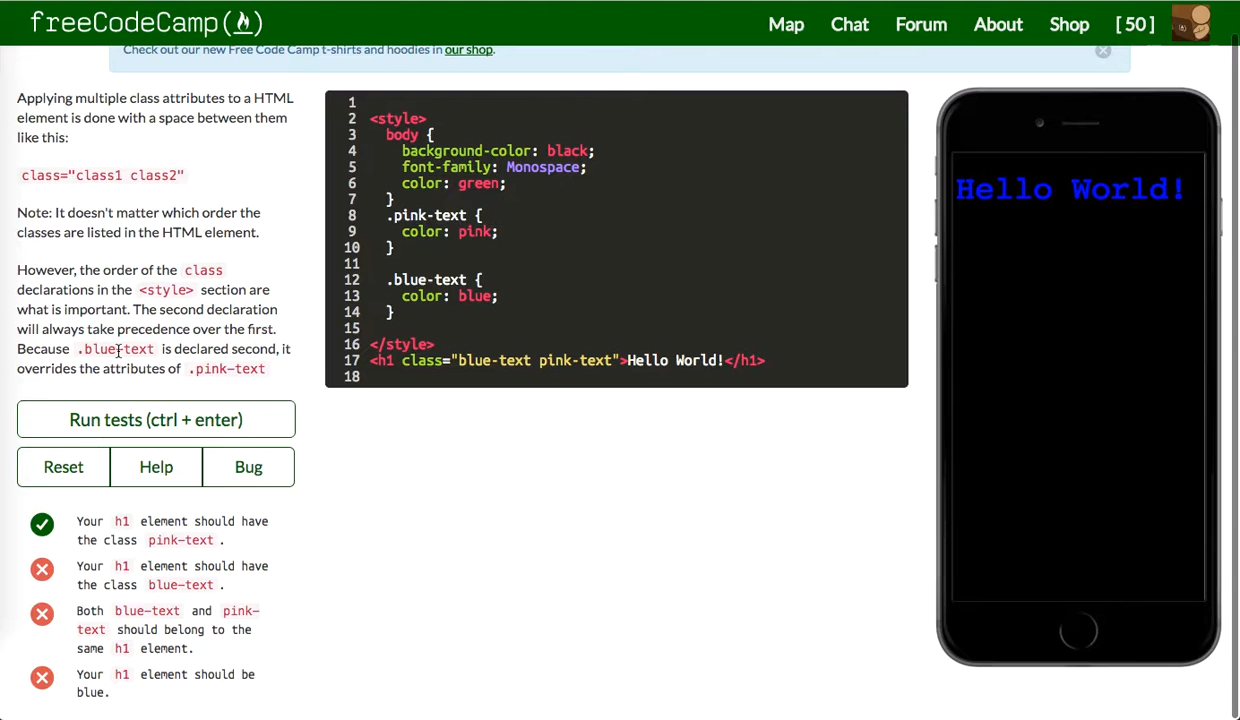 freeCodeCamp
Map Chat Forum About Shop [ 50 ]
Check out our new Free Code Camp t-shirts and hoodies in our shop.
Applying multiple class attributes to a HTML
element is done with a space between them
like this:
class="class1 class2"
Note: It doesn't matter which order the
classes are listed in the HTML element.
However, the order of the class
declarations in the <style> section are
what is important. The second declaration
will always take precedence over the first.
Because .blue-text is declared second, it
overrides the attributes of .pink-text
Run tests (ctrl + enter)
Reset Help Bug
Your h1 element should have
the class pink-text .
Your h1 element should have
the class blue-text .
Both blue-text and pink-
text should belong to the
same h1 element.
Your h1 element should be
blue.
1
2 <style>
3 body {
4 background-color: black;
5 font-family: Monospace;
6 color: green;
7 }
8 .pink-text {
9 color: pink;
10 }
11
12 .blue-text {
13 color: blue;
14 }
15
16 </style>
17 <h1 class="blue-text pink-text">Hello World!</h1>
18
Hello World!